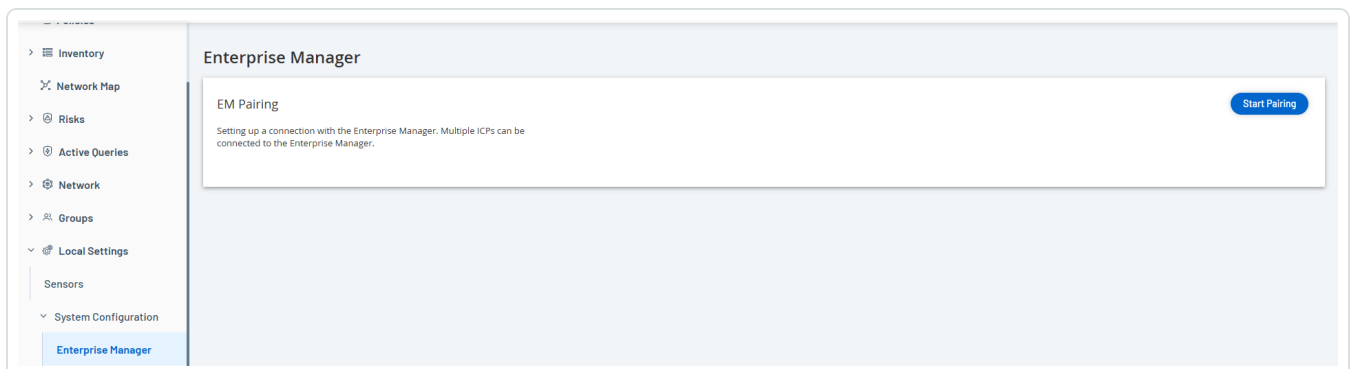 Inventory
Network Map
Risks
Active Queries
Network
Groups
Local Settings
Sensors
System Configuration
Enterprise Manager
Enterprise Manager
EM Pairing
Start Pairing
Setting up a connection with the Enterprise Manager. Multiple ICPs can be
connected to the Enterprise Manager.